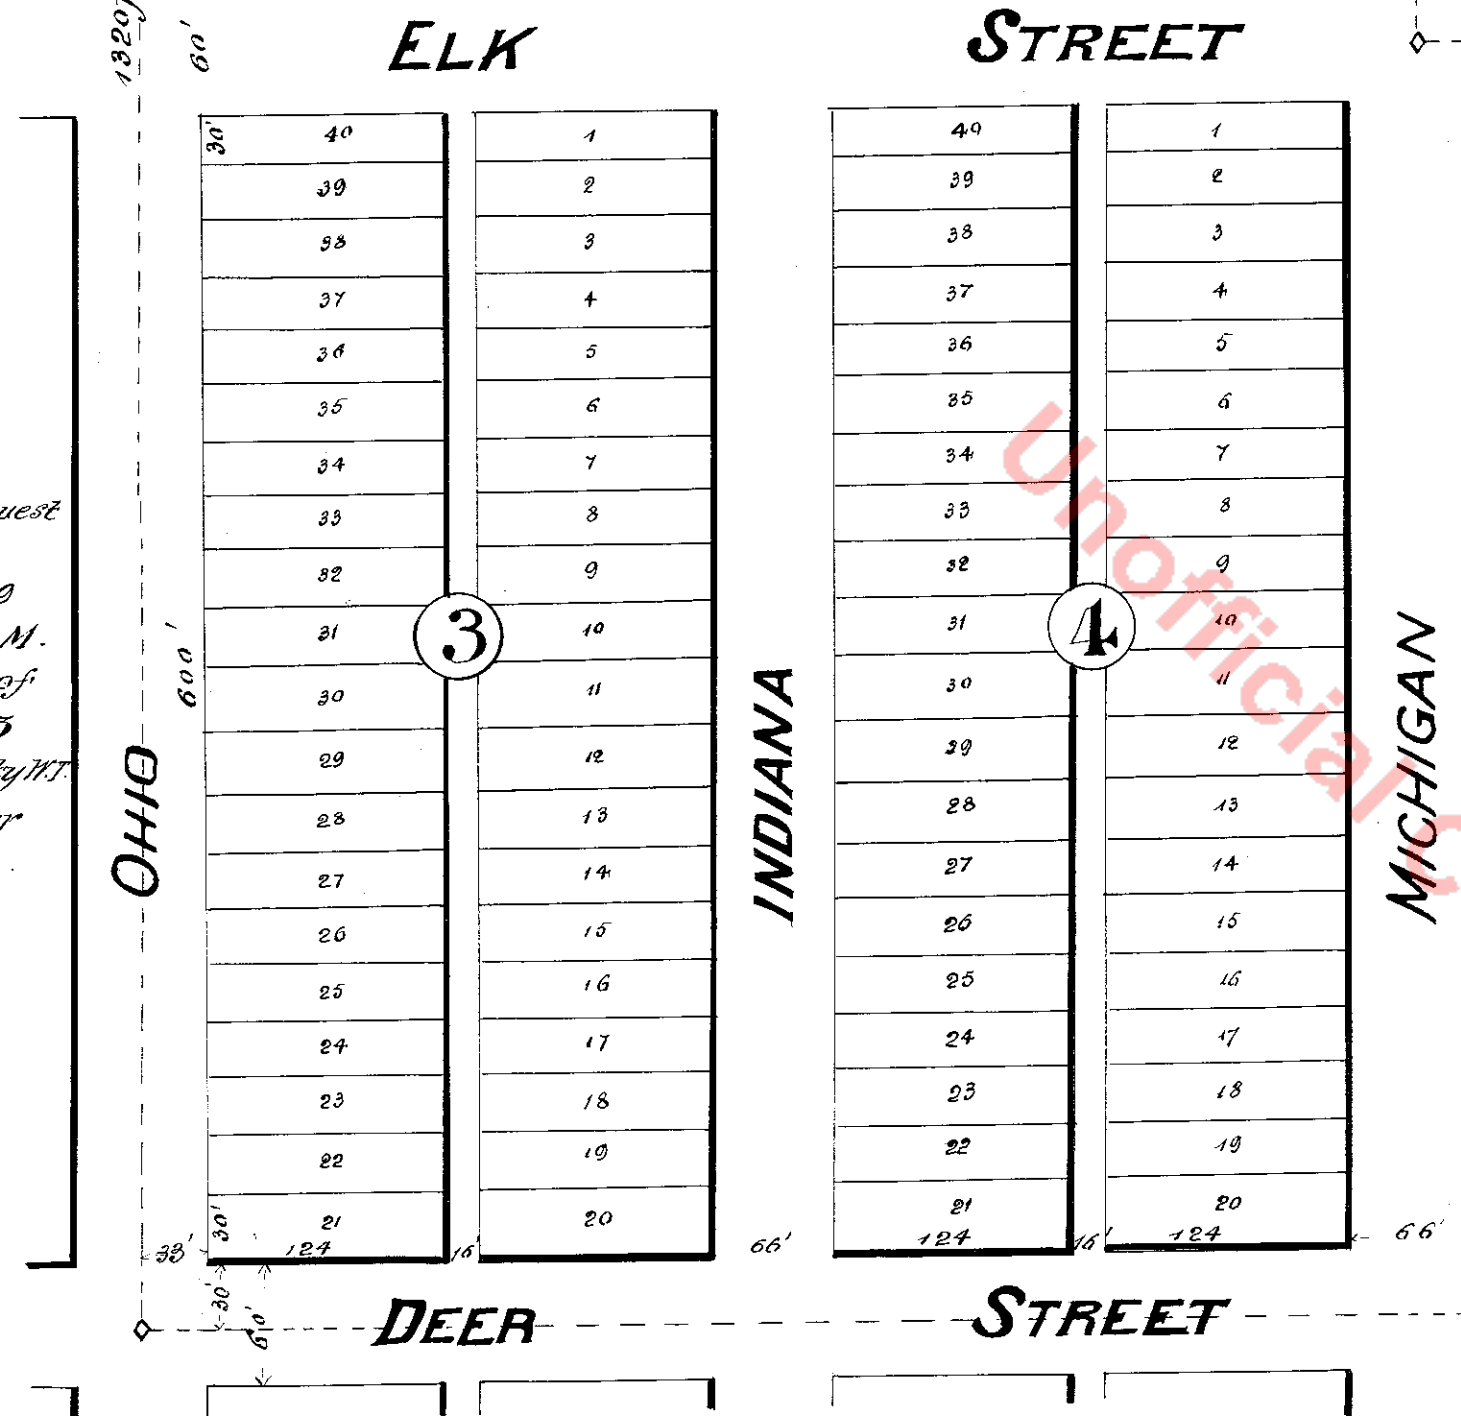 1320
60'
ELK STREET
30'
40 1 40 1
39 2 39 2
38 3 38 3
37 4 37 4
36 5 36 5
35 6 35 6
34 7 34 7
33 8 33 8
32 9 32 9
31 10 31 10
30 11 30 11
29 12 39 12
28 13 28 13
27 14 27 14
26 15 26 15
25 16 25 16
24 17 24 17
23 18 23 18
22 19 22 19
21 20 21 20
3
4
600'
OHIO
INDIANA
MICHIGAN
uest
M.
of
W.T.
Unofficial C
30'
33' 124 16' 66' 124 16' 124 66'
30'
60'
DEER STREET